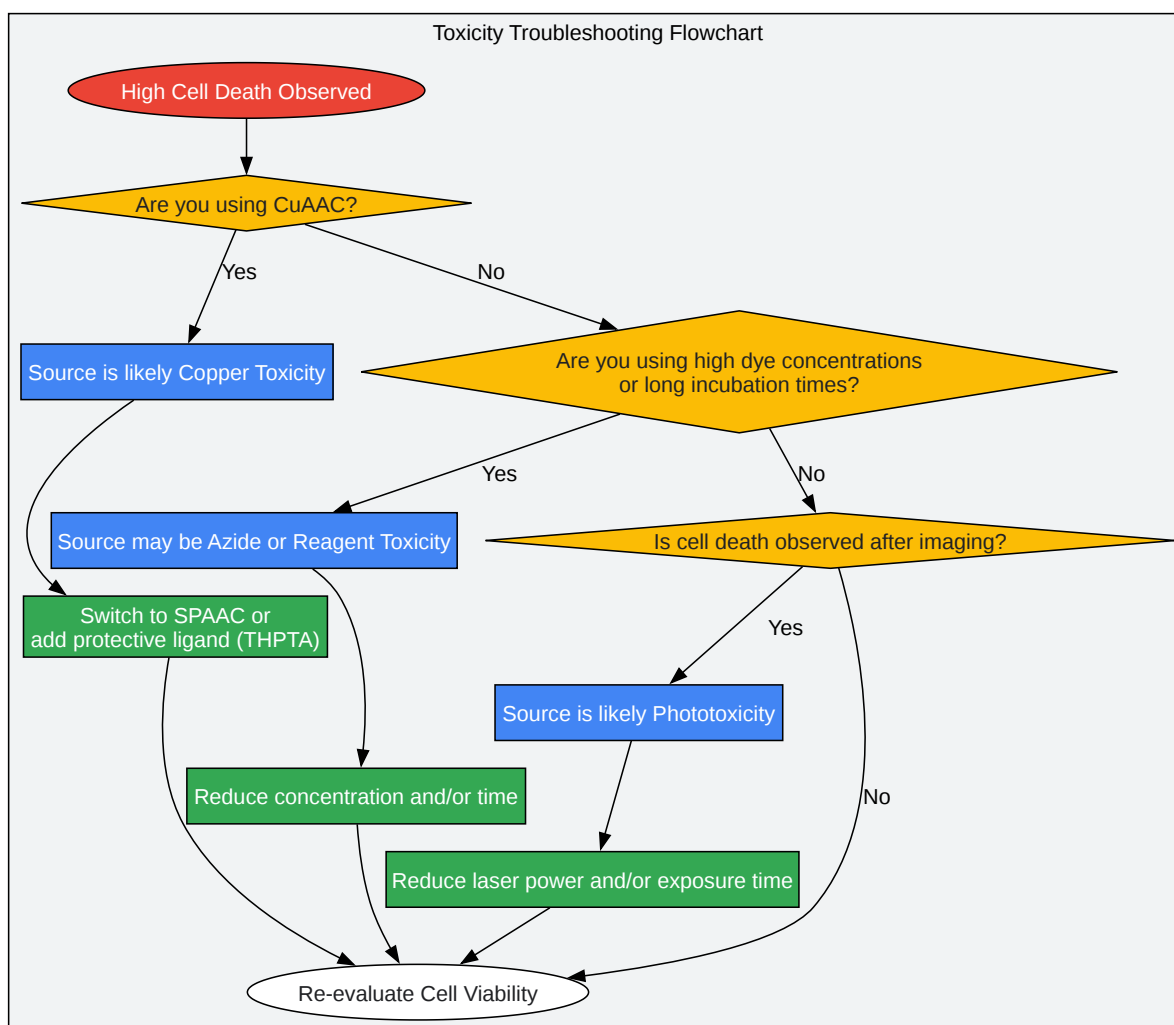 Toxicity Troubleshooting Flowchart
High Cell Death Observed
Are you using CuAAC?
Yes
No
Source is likely Copper Toxicity
Are you using high dye concentrations
or long incubation times?
Yes
No
Source may be Azide or Reagent Toxicity
Is cell death observed after imaging?
Switch to SPAAC or
add protective ligand (THPTA)
Yes
Source is likely Phototoxicity
Reduce concentration and/or time
No
Reduce laser power and/or exposure time
Re-evaluate Cell Viability